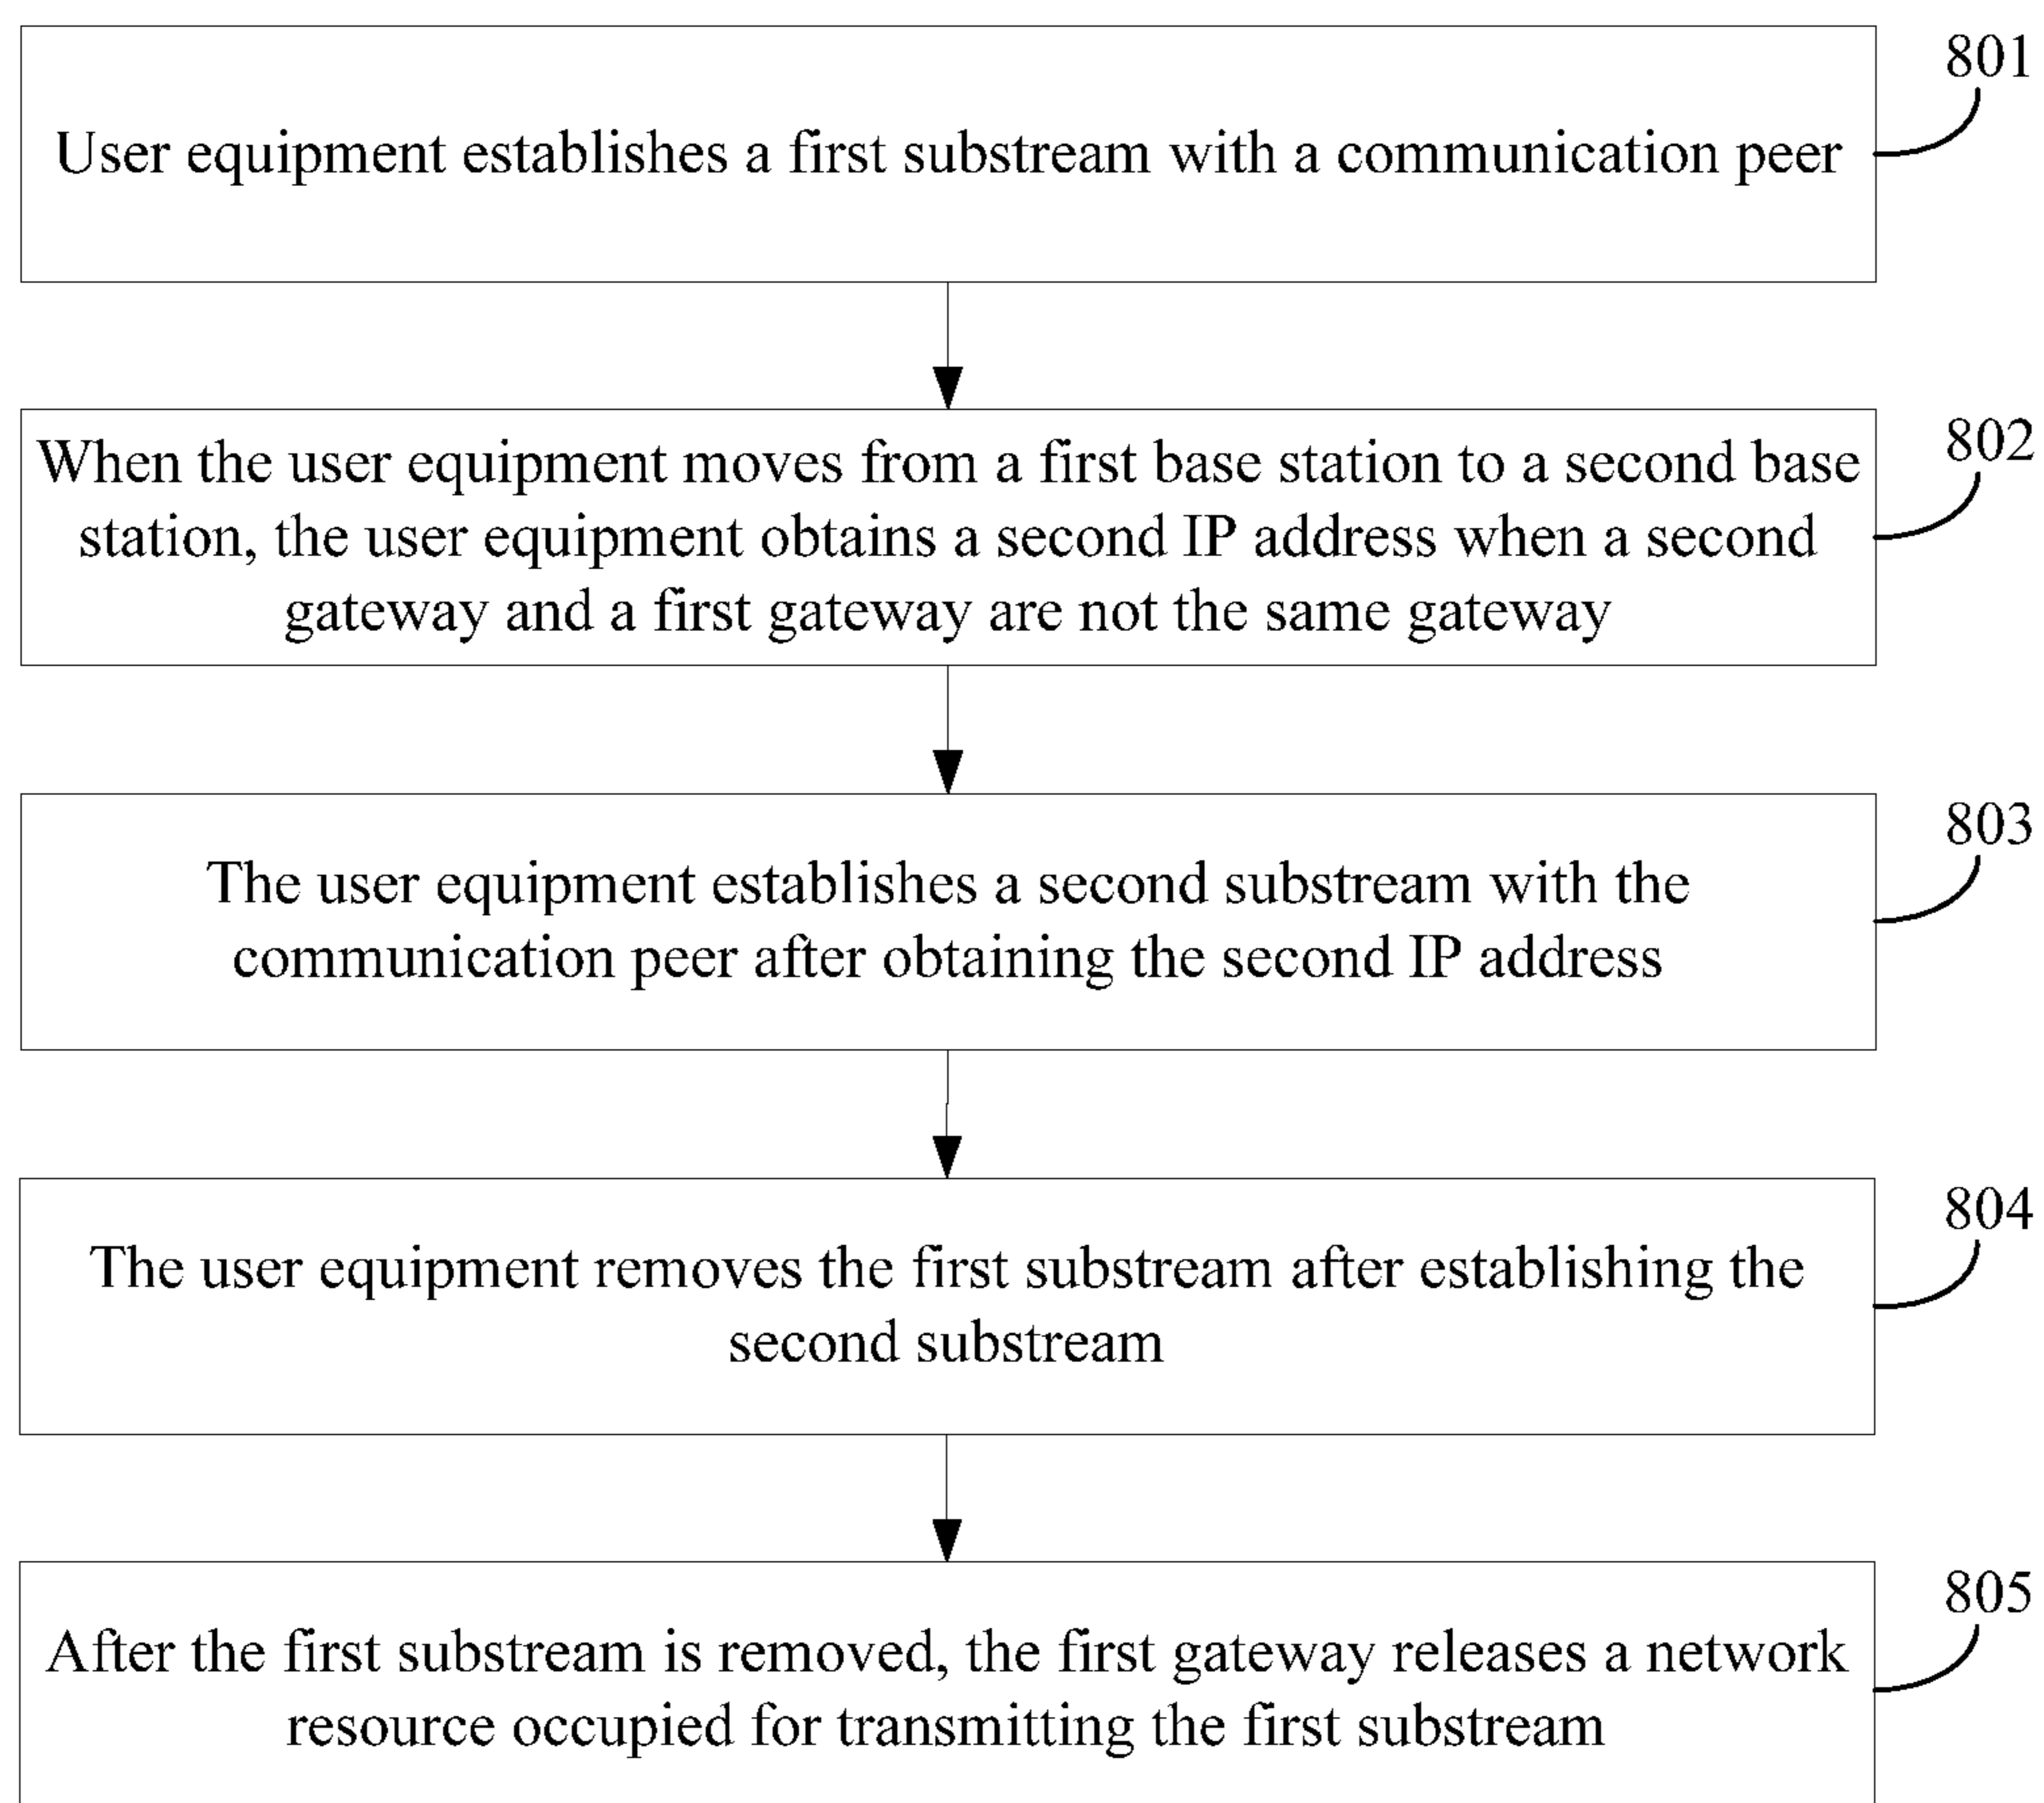 801
User equipment establishes a first substream with a communication peer
802
When the user equipment moves from a first base station to a second base
station, the user equipment obtains a second IP address when a second
gateway and a first gateway are not the same gateway
803
The user equipment establishes a second substream with the
communication peer after obtaining the second IP address
804
The user equipment removes the first substream after establishing the
second substream
805
After the first substream is removed, the first gateway releases a network
resource occupied for transmitting the first substream